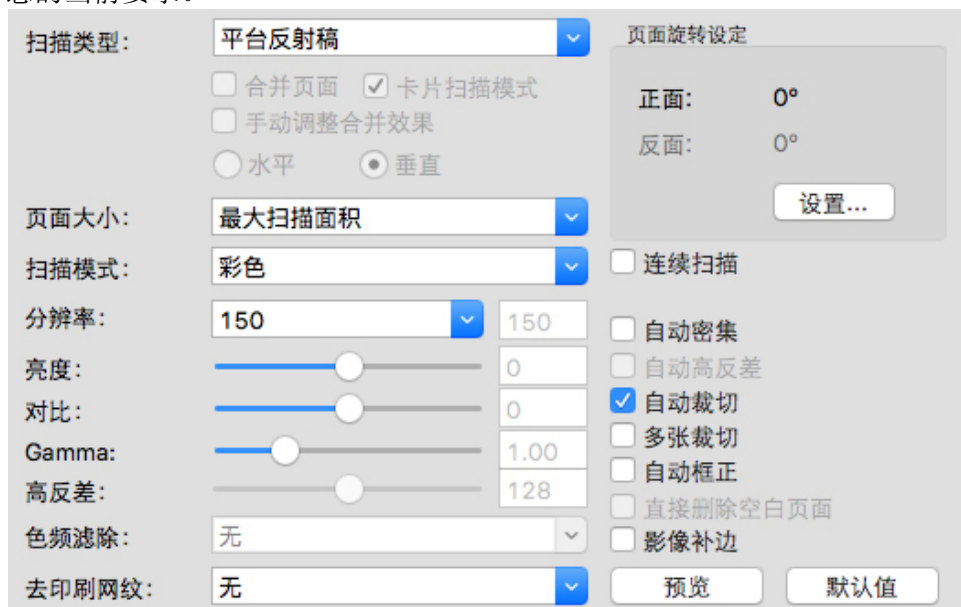 扫描类型: 平台反射稿
合并页面 卡片扫描模式
手动调整合并效果
水平 垂直
页面大小: 最大扫描面积
扫描模式: 彩色
分辨率: 150 150
亮度: 0
对比: 0
Gamma: 1.00
高反差: 128
色频滤除: 无
去印刷网纹: 无
页面旋转设定
正面: 0°
反面: 0°
设置...
连续扫描
自动密集
自动高反差
自动裁切
多张裁切
自动框正
直接删除空白页面
影像补边
预览 默认值